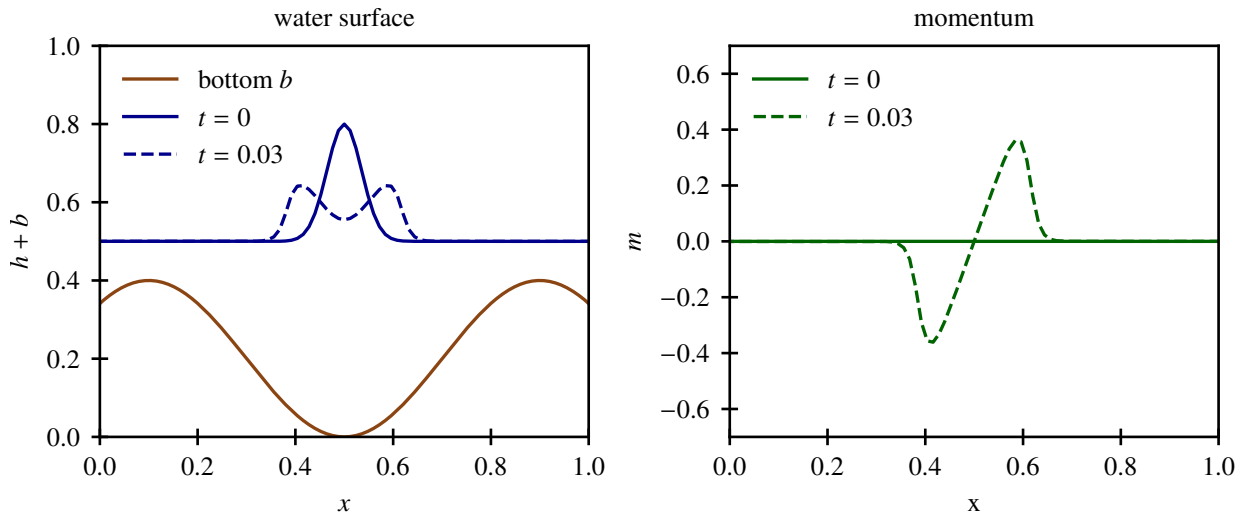 water surface
1.0
0.8
0.6
0.4
0.2
0.0
h + b
bottom b
t = 0
t = 0.03
0.0 0.2 0.4 0.6 0.8 1.0
x
momentum
0.6
0.4
0.2
0.0
−0.2
−0.4
−0.6
m
t = 0
t = 0.03
0.0 0.2 0.4 0.6 0.8 1.0
x